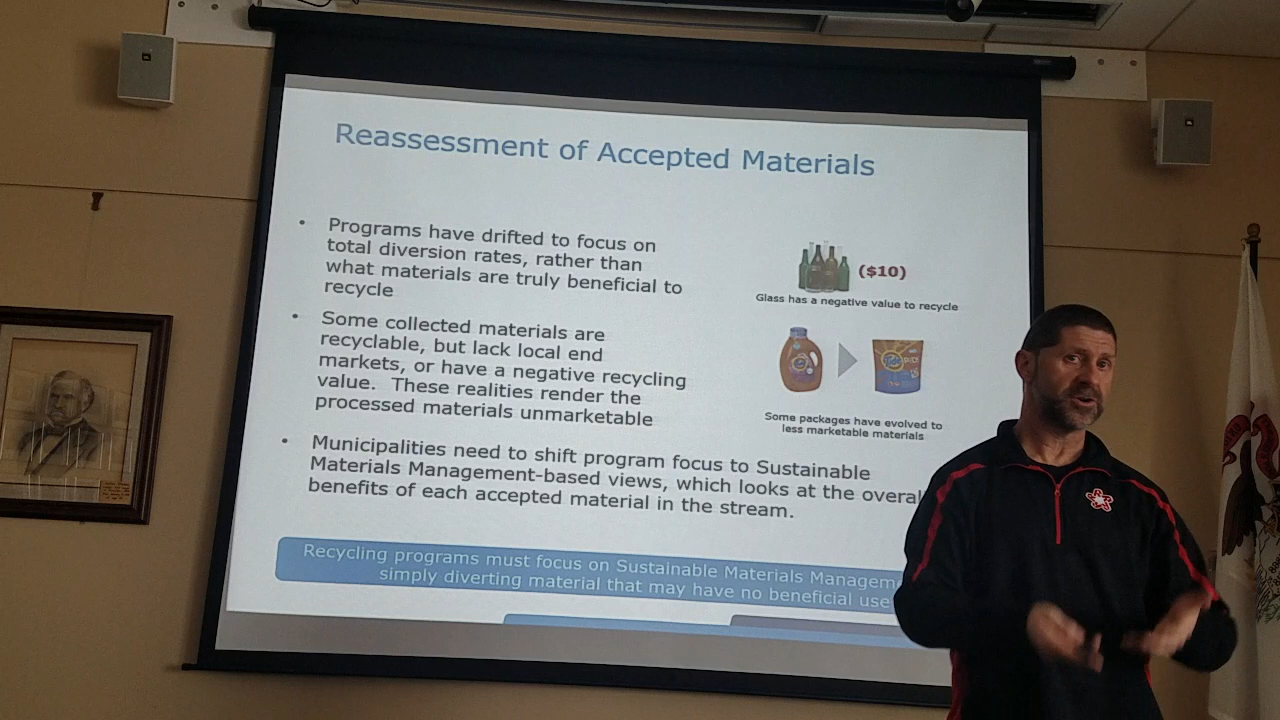 Reassessment of Accepted Materials
• Programs have drifted to focus on
total diversion rates, rather than
what materials are truly beneficial to
recycle
• Some collected materials are
recyclable, but lack local end
markets, or have a negative recycling
value. These realities render the
processed materials unmarketable
• Municipalities need to shift program focus to Sustainable
Materials Management-based views, which looks at the overal
benefits of each accepted material in the stream.
($10)
Glass has a negative value to recycle
Some packages have evolved to
less marketable materials
Recycling programs must focus on Sustainable Materials Managem
simply diverting material that may have no beneficial use